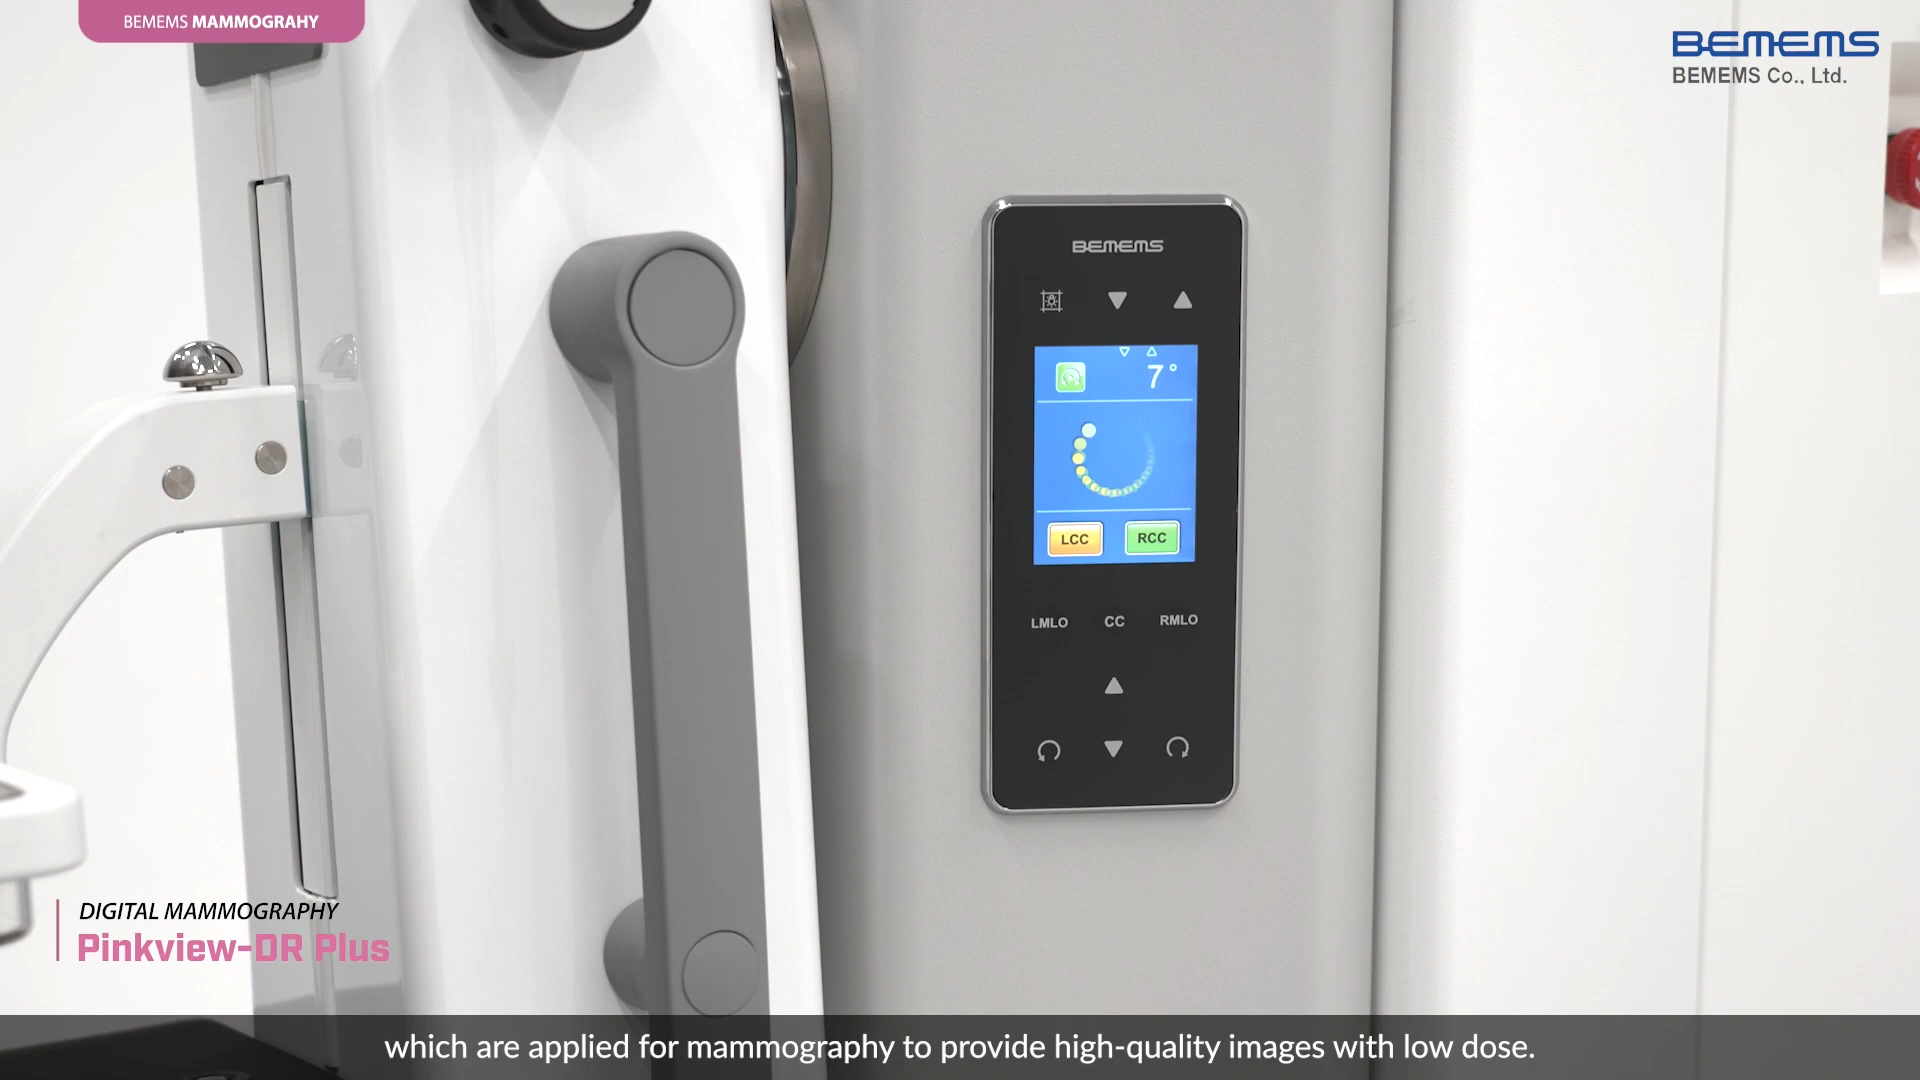 BEMEMS MAMMOGRAHY
BEMEMS
BEMEMS Co., Ltd.
BEMEMS
7°
LCC RCC
LMLO CC RMLO
DIGITAL MAMMOGRAPHY
Pinkview-DR Plus
which are applied for mammography to provide high-quality images with low dose.